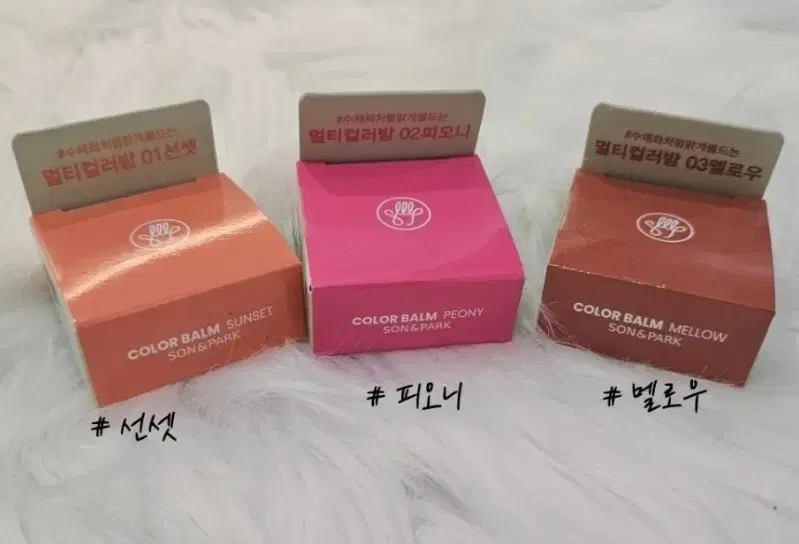 #수채화처럼맑게물드는
멀티컬러밤 01선셋
COLOR BALM SUNSET
SON&PARK
# 선셋
#수채화처럼맑게물드는
멀티컬러밤 02피오니
COLOR BALM PEONY
SON&PARK
# 피오니
#수채화처럼맑게물드는
멀티컬러밤 03멜로우
COLOR BALM MELLOW
SON&PARK
# 멜로우